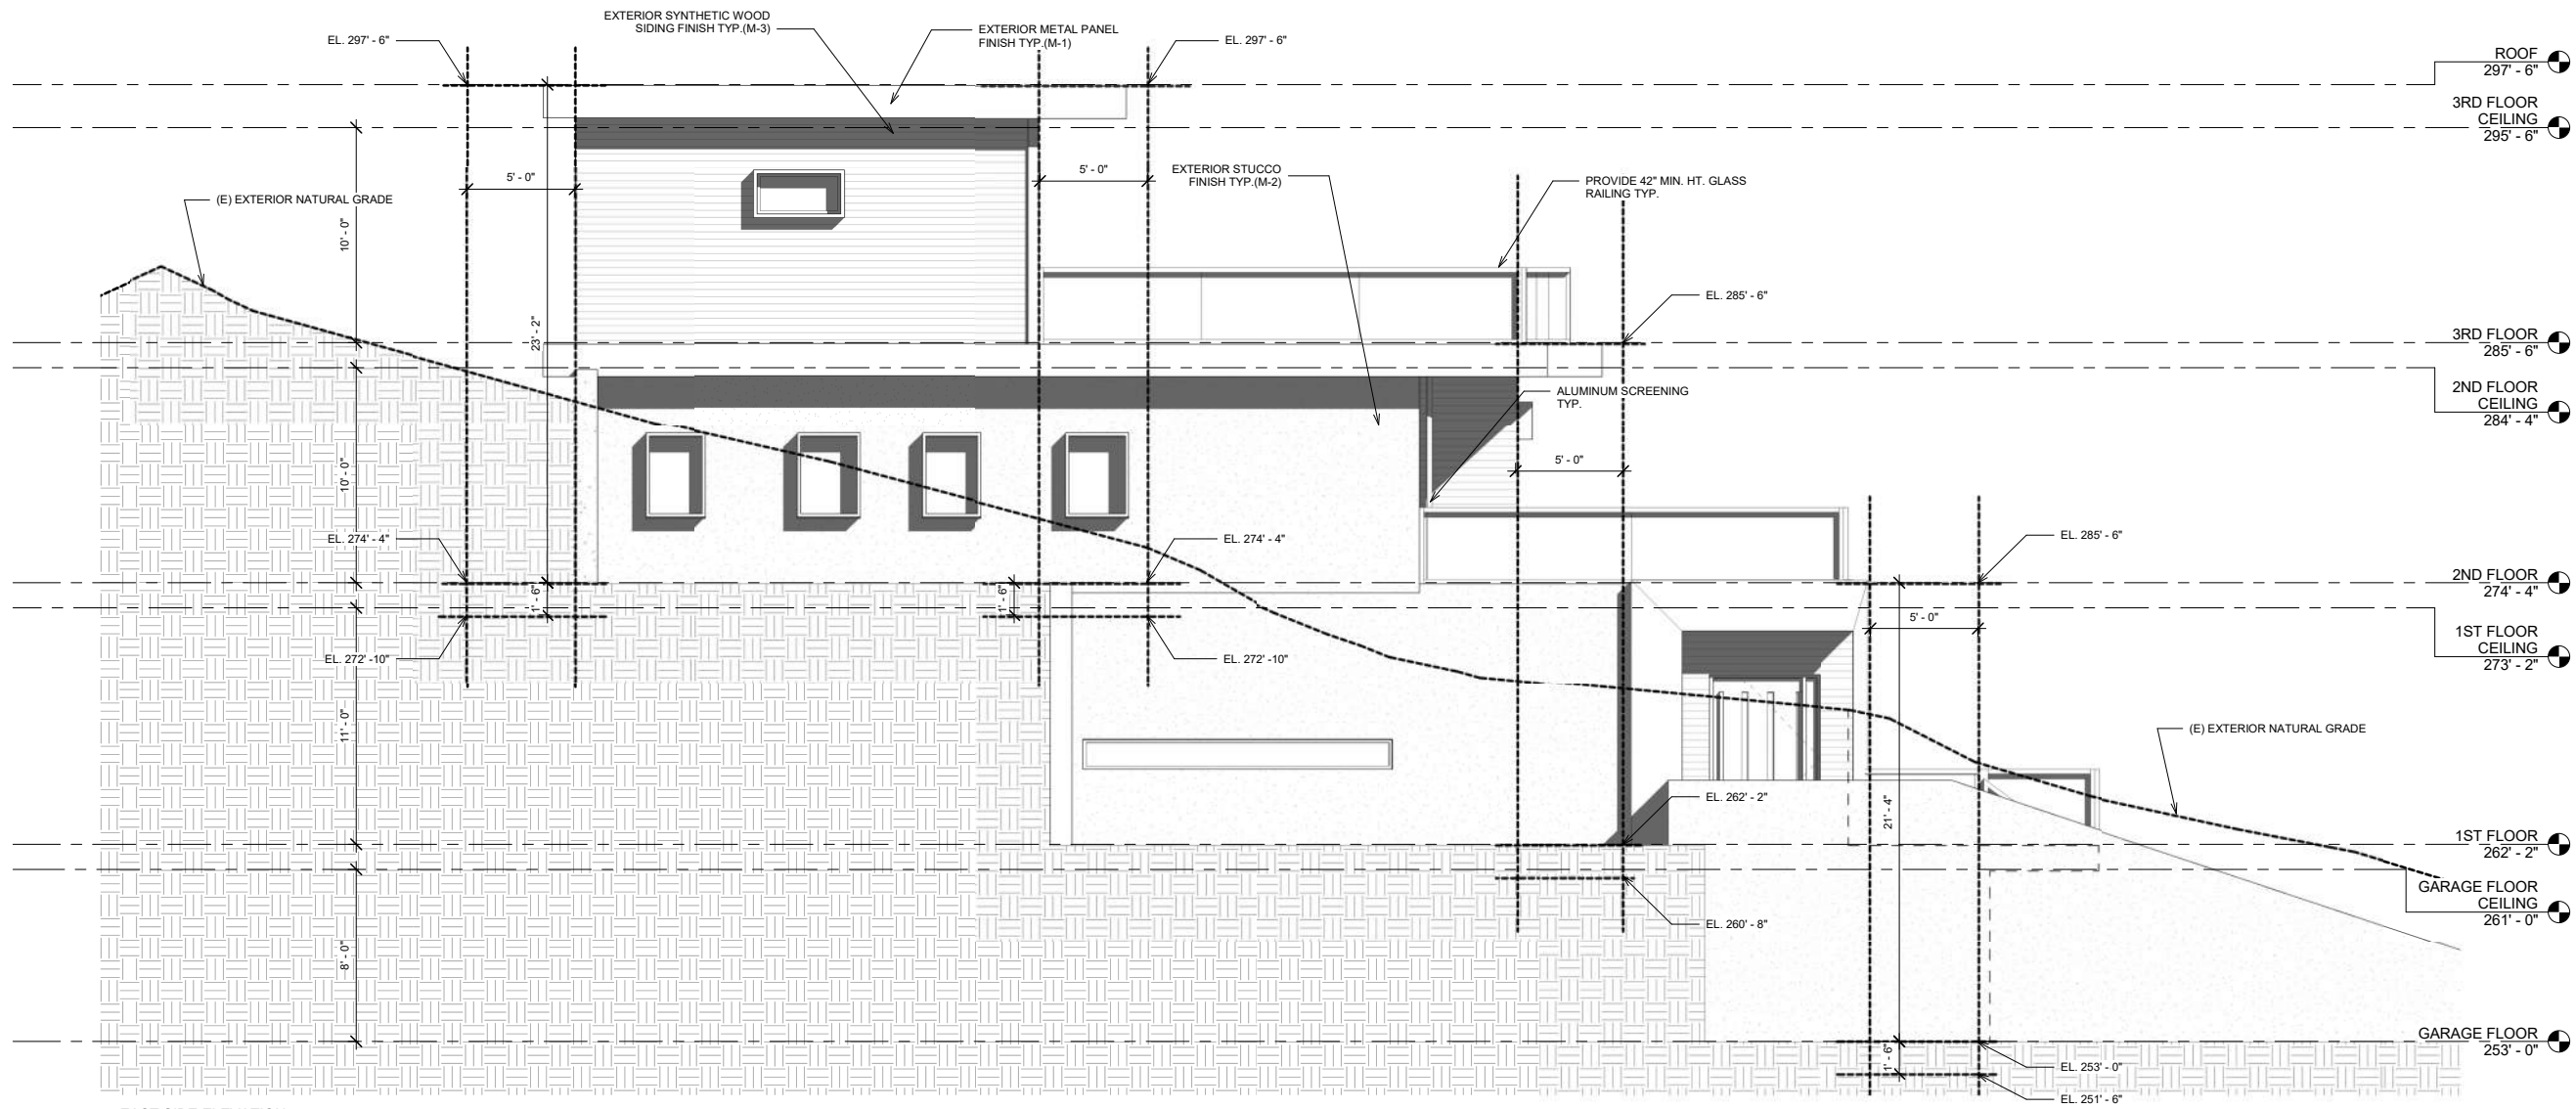 EXTERIOR SYNTHETIC WOOD
SIDING FINISH TYP.(M-3)
EXTERIOR METAL PANEL
FINISH TYP.(M-1)
EL. 297' - 6"
EL. 297' - 6"
ROOF
297' - 6"
3RD FLOOR
CEILING
295' - 6"
EXTERIOR STUCCO
FINISH TYP.(M-2)
5' - 0"
5' - 0"
PROVIDE 42" MIN. HT. GLASS
RAILING TYP.
(E) EXTERIOR NATURAL GRADE
10' - 0"
EL. 285' - 6"
23' - 2"
3RD FLOOR
285' - 6"
2ND FLOOR
CEILING
284' - 4"
ALUMINUM SCREENING
TYP.
5' - 0"
10' - 0"
EL. 274' - 4"
EL. 274' - 4"
EL. 285' - 6"
2ND FLOOR
274' - 4"
1' - 6"
1' - 6"
5' - 0"
1ST FLOOR
CEILING
273' - 2"
EL. 272' -10"
EL. 272' -10"
11' - 0"
(E) EXTERIOR NATURAL GRADE
EL. 262' - 2"
21' - 4"
1ST FLOOR
262' - 2"
GARAGE FLOOR
CEILING
261' - 0"
EL. 260' - 8"
8' - 0"
GARAGE FLOOR
253' - 0"
1' - 6"
EL. 253' - 0"
EL. 251' - 6"